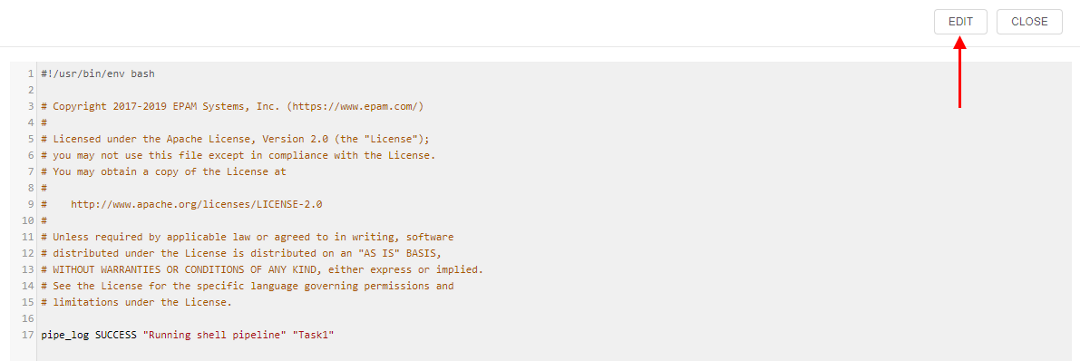 EDIT CLOSE
1 #!/usr/bin/env bash
2
3 # Copyright 2017-2019 EPAM Systems, Inc. (https://www.epam.com/)
4 #
5 # Licensed under the Apache License, Version 2.0 (the "License");
6 # you may not use this file except in compliance with the License.
7 # You may obtain a copy of the License at
8 #
9 #    http://www.apache.org/licenses/LICENSE-2.0
10 #
11 # Unless required by applicable law or agreed to in writing, software
12 # distributed under the License is distributed on an "AS IS" BASIS,
13 # WITHOUT WARRANTIES OR CONDITIONS OF ANY KIND, either express or implied.
14 # See the License for the specific language governing permissions and
15 # limitations under the License.
16
17 pipe_log SUCCESS "Running shell pipeline" "Task1"